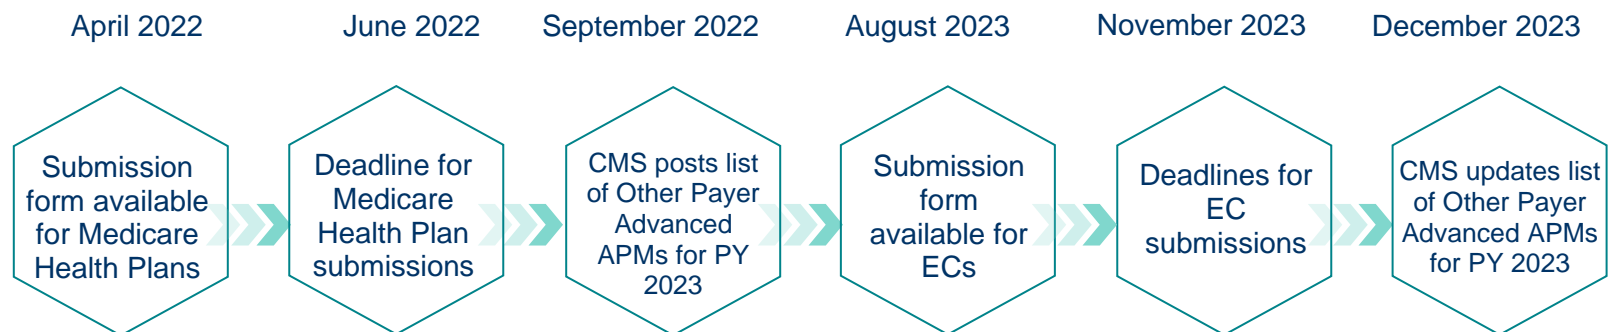 April 2022
June 2022
September 2022
August 2023
November 2023
December 2023
Submission
form available
for Medicare
Health Plans
Deadline for
Medicare
Health Plan
submissions
CMS posts list
of Other Payer
Advanced
APMs for PY
2023
Submission
form
available for
ECs
Deadlines for
EC
submissions
CMS updates list
of Other Payer
Advanced APMs
for PY 2023